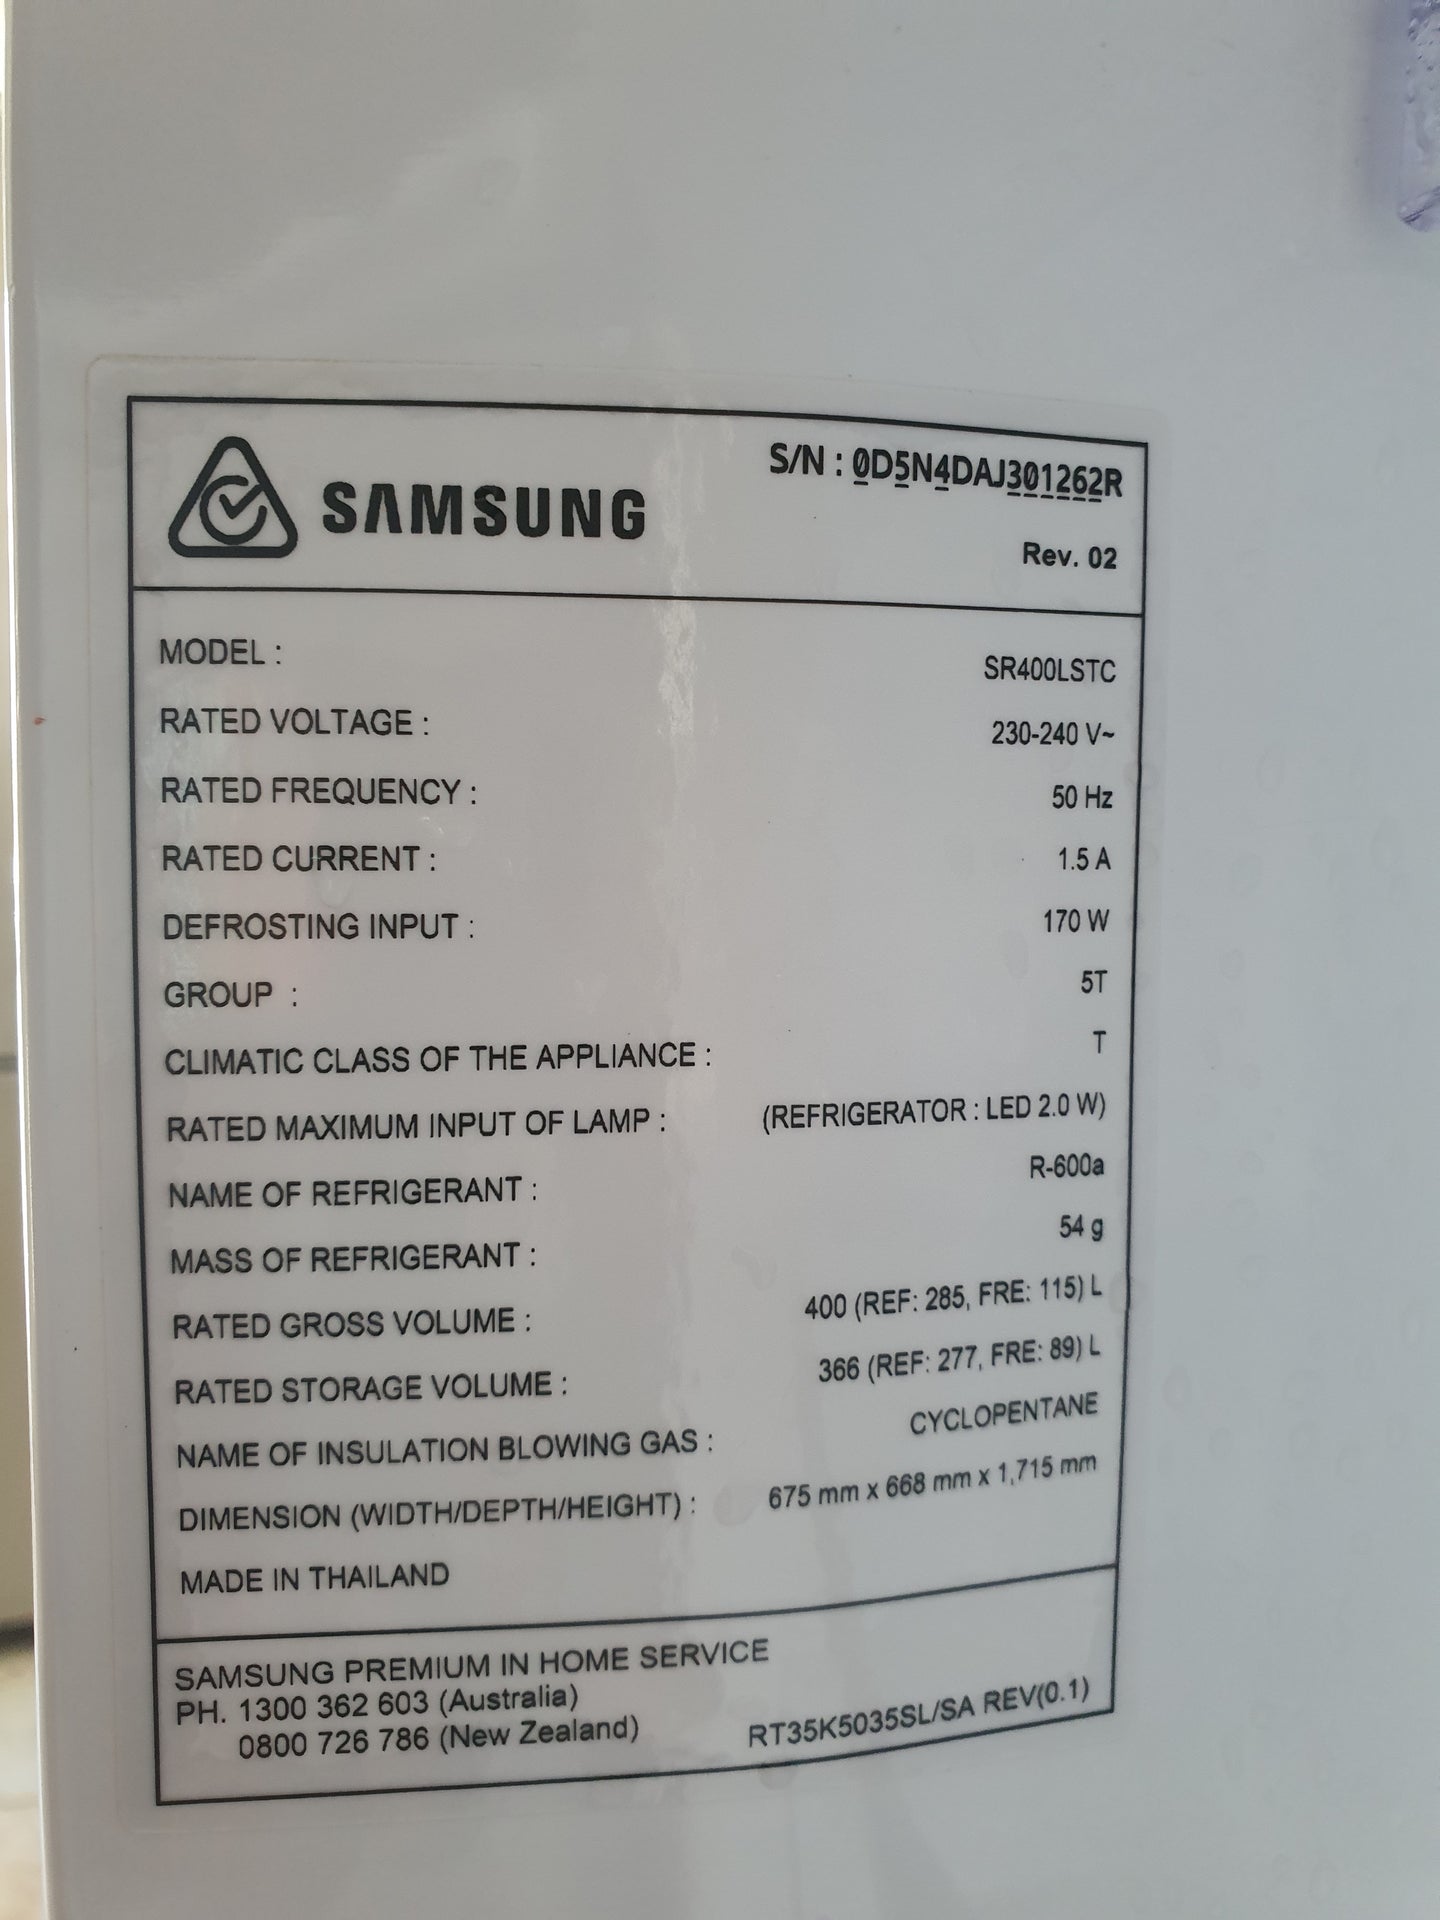 SAMSUNG
S/N : 0D5N4DAJ301262R
Rev. 02
MODEL : SR400LSTC
RATED VOLTAGE : 230-240 V~
RATED FREQUENCY : 50 Hz
RATED CURRENT : 1.5 A
DEFROSTING INPUT : 170 W
GROUP : 5T
CLIMATIC CLASS OF THE APPLIANCE : T
RATED MAXIMUM INPUT OF LAMP : (REFRIGERATOR : LED 2.0 W)
NAME OF REFRIGERANT : R-600a
MASS OF REFRIGERANT : 54 g
RATED GROSS VOLUME : 400 (REF: 285, FRE: 115) L
RATED STORAGE VOLUME : 366 (REF: 277, FRE: 89) L
NAME OF INSULATION BLOWING GAS : CYCLOPENTANE
DIMENSION (WIDTH/DEPTH/HEIGHT) : 675 mm x 668 mm x 1,715 mm
MADE IN THAILAND
SAMSUNG PREMIUM IN HOME SERVICE
PH. 1300 362 603 (Australia)
0800 726 786 (New Zealand)
RT35K5035SL/SA REV(0.1)